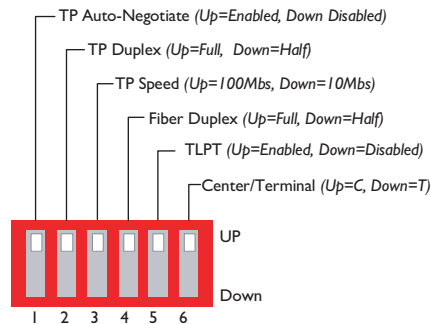 TP Auto-Negotiate (Up=Enabled, Down Disabled)
TP Duplex (Up=Full, Down=Half)
TP Speed (Up=100Mbs, Down=10Mbs)
Fiber Duplex (Up=Full, Down=Half)
TLPT (Up=Enabled, Down=Disabled)
Center/Terminal (Up=C, Down=T)
UP
Down
1 2 3 4 5 6